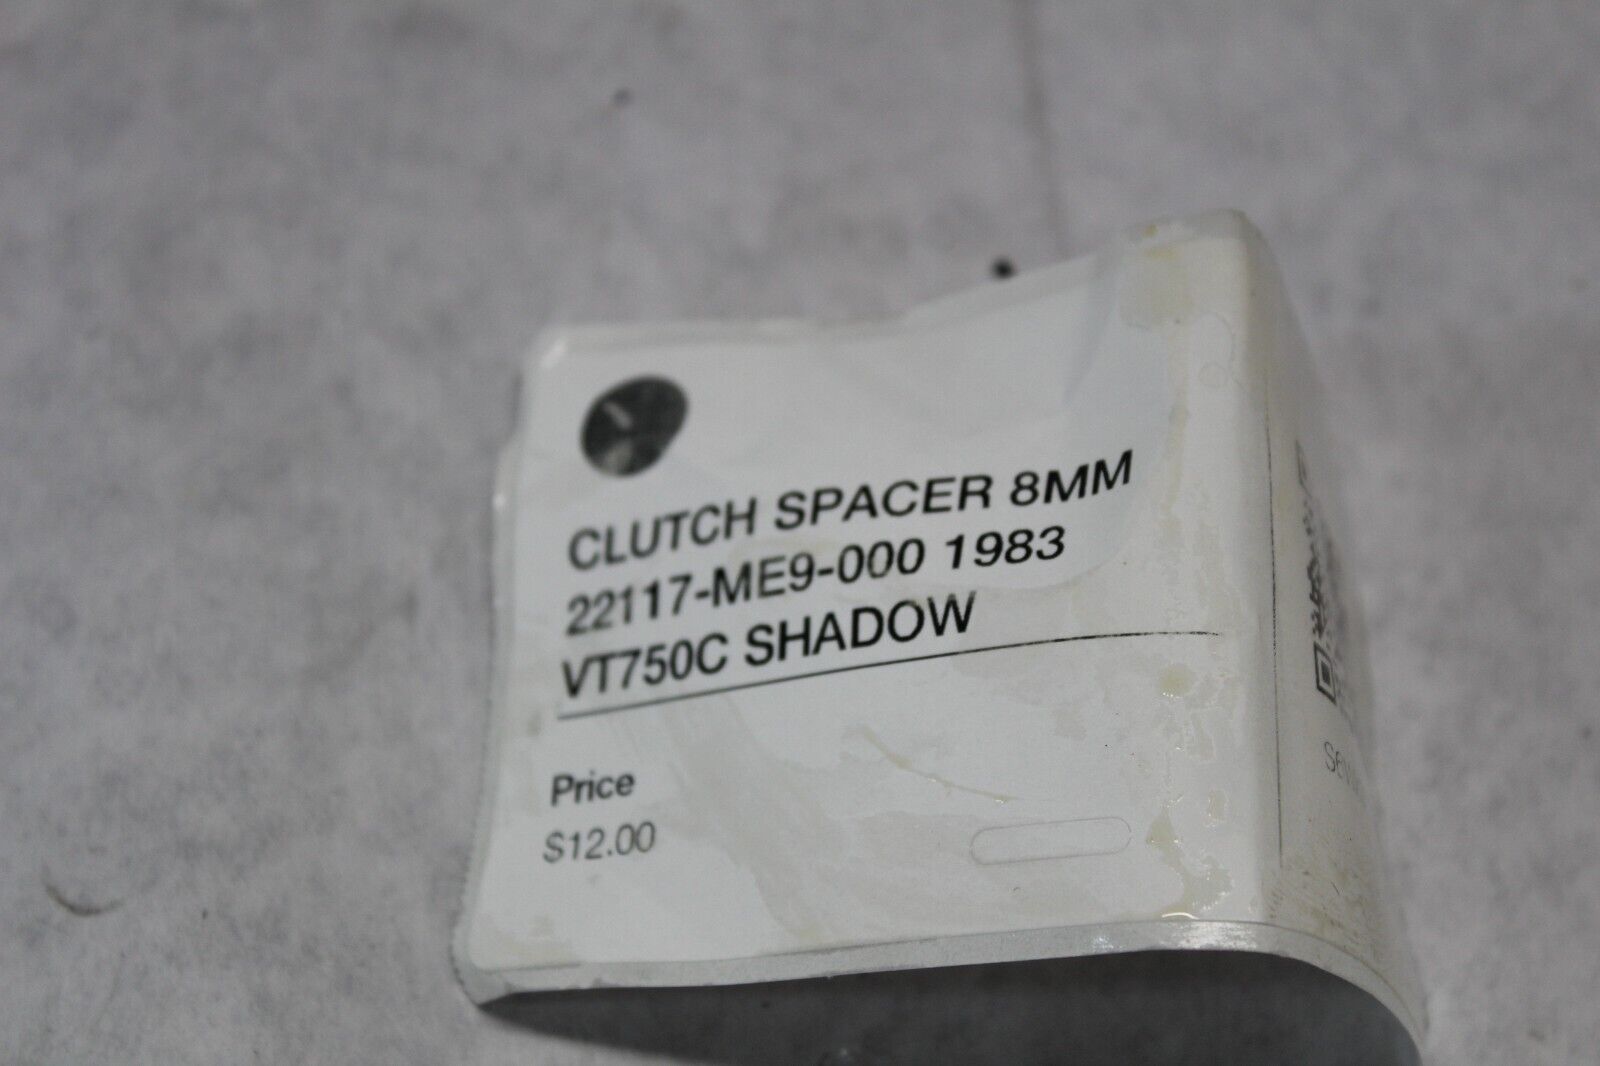 CLUTCH SPACER 8MM
22117-ME9-000 1983
VT750C SHADOW
Price
$12.00